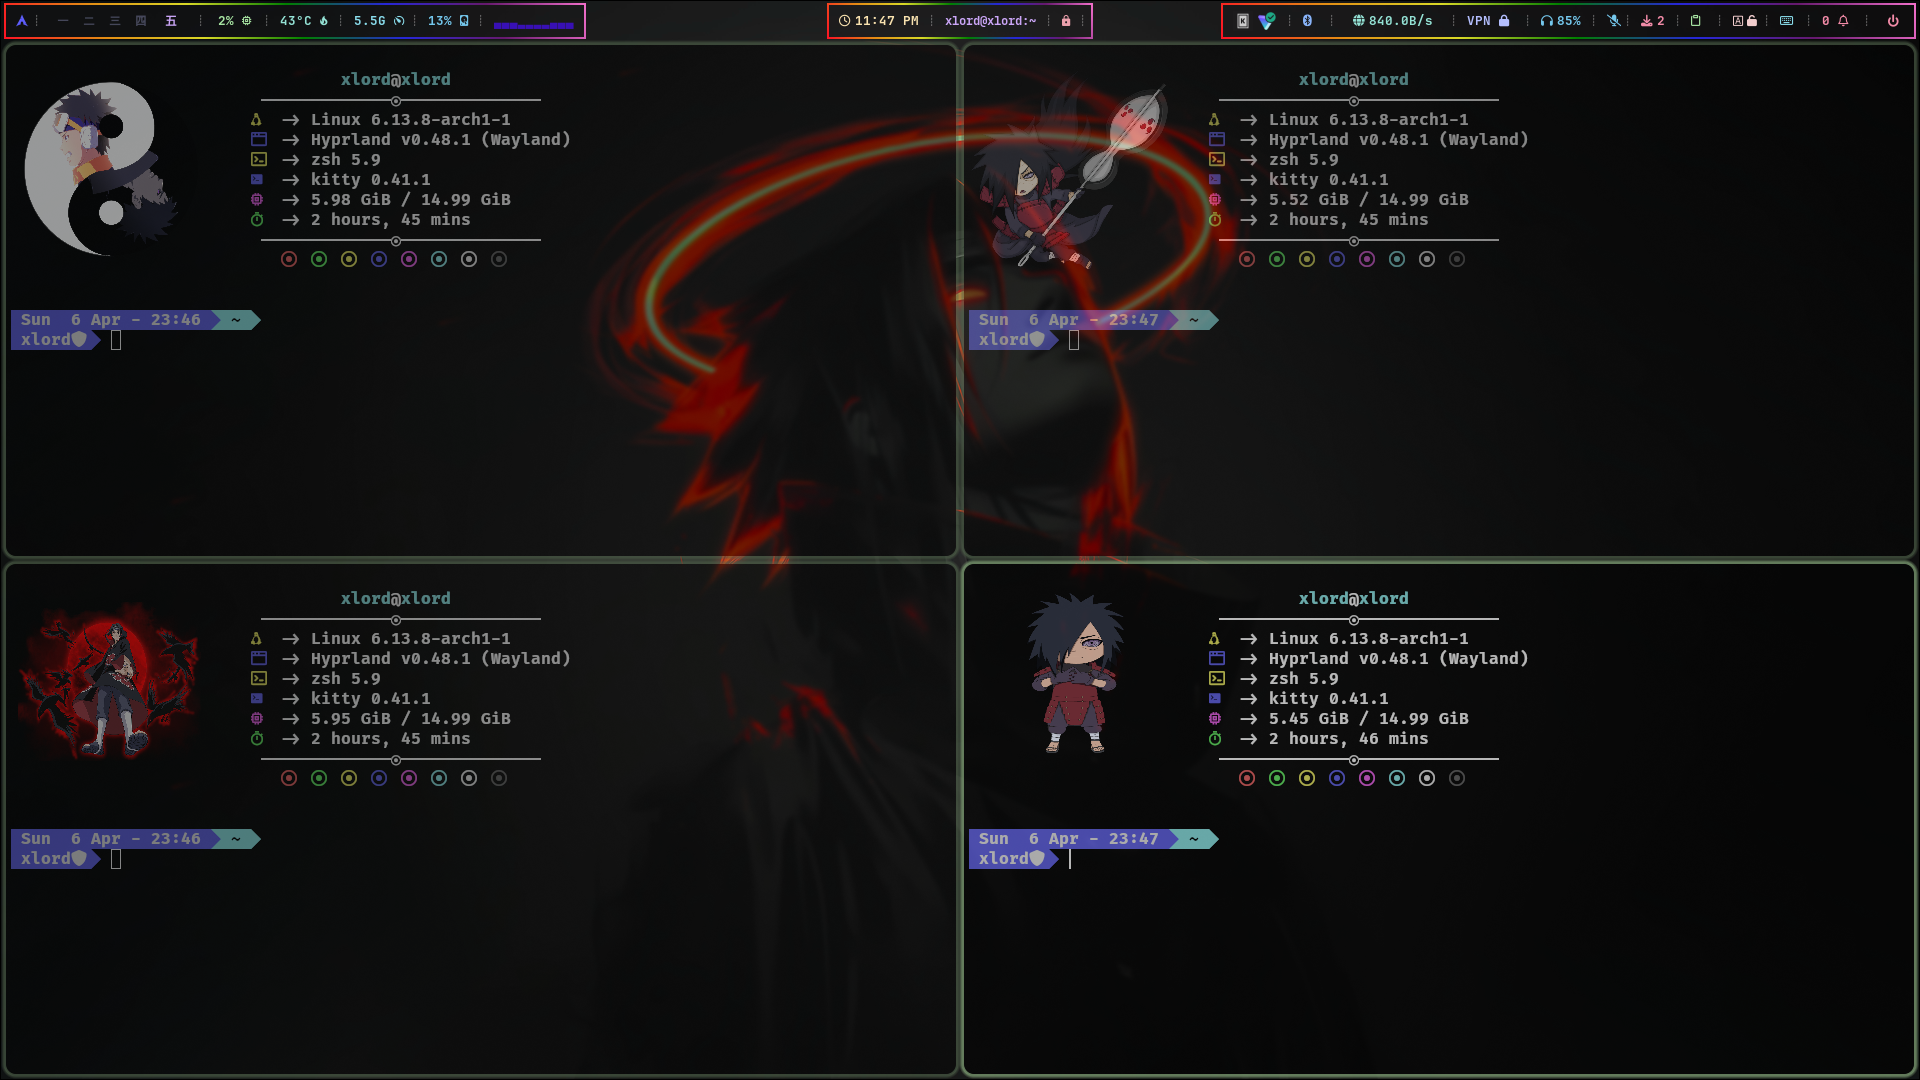 一 二 三 四 五 2% 43°C 5.5G 13%
11:47 PM xlord@xlord:~
840.0B/s VPN 85% 2 A 0
xlord@xlord
Linux 6.13.8-arch1-1
Hyprland v0.48.1 (Wayland)
zsh 5.9
kitty 0.41.1
5.98 GiB / 14.99 GiB
2 hours, 45 mins
Sun  6 Apr - 23:46 ~
xlord
xlord@xlord
Linux 6.13.8-arch1-1
Hyprland v0.48.1 (Wayland)
zsh 5.9
kitty 0.41.1
5.52 GiB / 14.99 GiB
2 hours, 45 mins
Sun  6 Apr - 23:47 ~
xlord
xlord@xlord
Linux 6.13.8-arch1-1
Hyprland v0.48.1 (Wayland)
zsh 5.9
kitty 0.41.1
5.95 GiB / 14.99 GiB
2 hours, 45 mins
Sun  6 Apr - 23:46 ~
xlord
xlord@xlord
Linux 6.13.8-arch1-1
Hyprland v0.48.1 (Wayland)
zsh 5.9
kitty 0.41.1
5.45 GiB / 14.99 GiB
2 hours, 46 mins
Sun  6 Apr - 23:47 ~
xlord